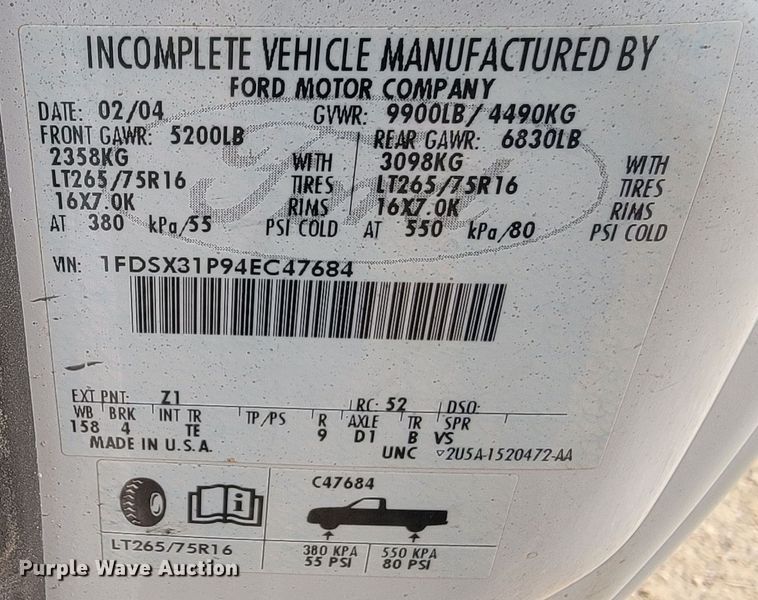 INCOMPLETE VEHICLE MANUFACTURED BY
FORD MOTOR COMPANY
DATE: 02/04 GVWR: 9900LB/ 4490KG
FRONT GAWR: 5200LB REAR GAWR: 6830LB
2358KG WITH 3098KG WITH
LT265/75R16 TIRES LT265/75R16 TIRES
16X7.0K RIMS 16X7.0K RIMS
AT 380 kPa/55 PSI COLD AT 550 kPa/80 PSI COLD
VIN: 1FDSX31P94EC47684
EXT PNT: Z1 RC: 52 DSO:
WB BRK INT TR TP/PS R AXLE TR SPR
158 4 TE 9 D1 B VS
MADE IN U.S.A. UNC ▽2U5A-1520472-AA
C47684
LT265/75R16 380 KPA 550 KPA
55 PSI 80 PSI
Purple Wave Auction